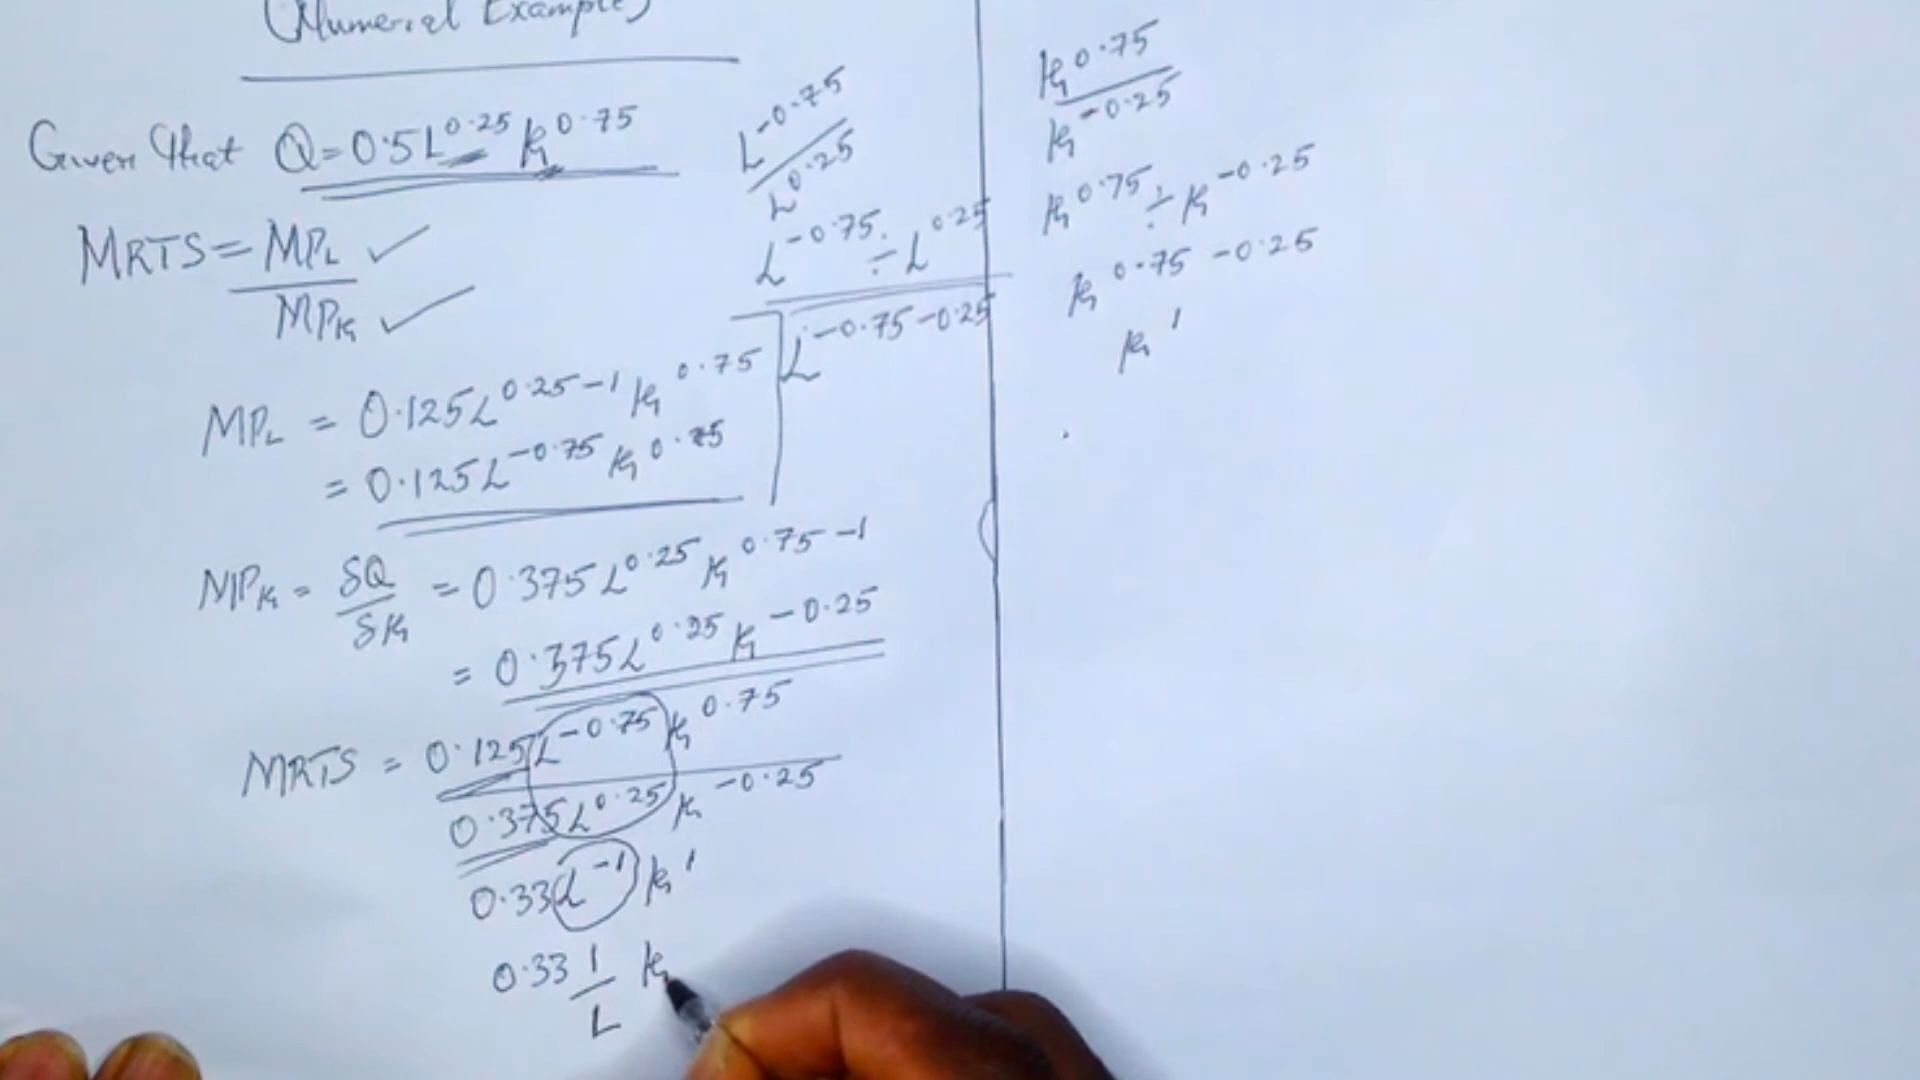 (Numerical Example)
Given that Q=0.5L^0.25 K^0.75
MRTS = MPL ✓
MPK ✓
MPL = 0.125L^0.25-1 K^0.75
= 0.125L^-0.75 K^0.75
MPK = δQ/δK = 0.375L^0.25 K^0.75-1
= 0.375L^0.25 K^-0.25
MRTS = 0.125L^-0.75 K^0.75
0.375L^0.25 K^-0.25
0.33L^-1 K^1
0.33 1/L K
L^-0.75
L^0.25
L^-0.75 ÷ L^0.25
L^-0.75-0.25
K^0.75
K^-0.25
K^0.75 ÷ K^-0.25
K^0.75 -0.25
K^1